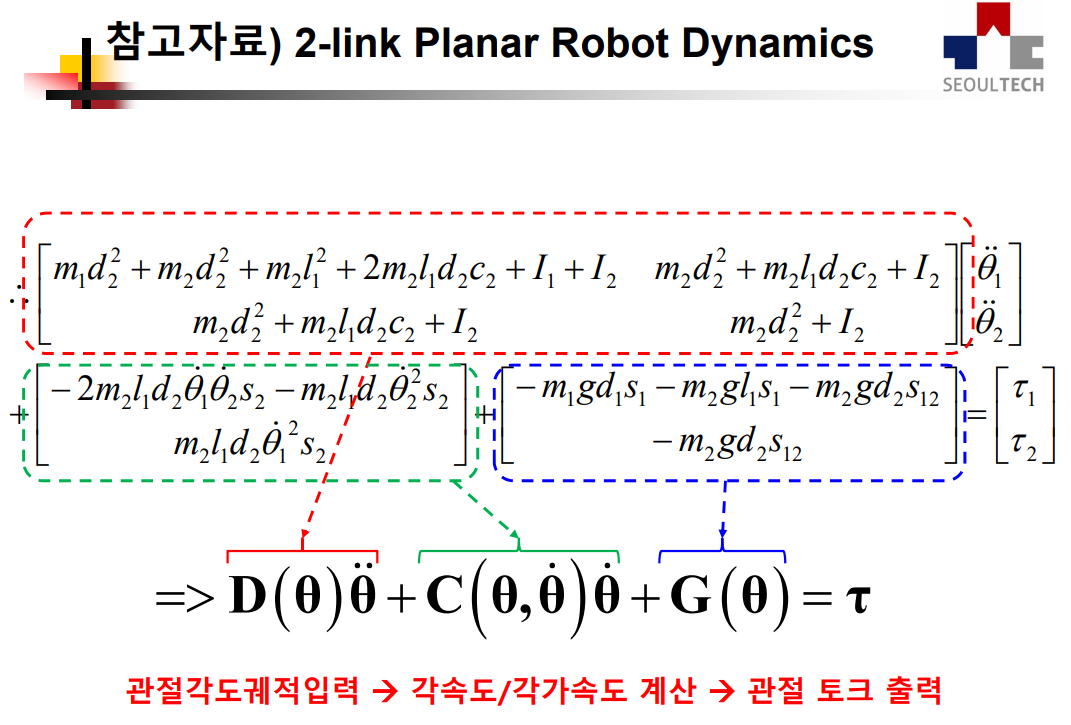 참고자료) 2-link Planar Robot Dynamics
SEOULTECH
∴ [ m₁d₂² + m₂d₂² + m₂l₁² + 2m₂l₁d₂c₂ + I₁ + I₂   m₂d₂² + m₂l₁d₂c₂ + I₂ ] [ θ̈₁ ]
[ m₂d₂² + m₂l₁d₂c₂ + I₂   m₂d₂² + I₂ ] [ θ̈₂ ]
+ [ −2m₂l₁d₂θ̇₁θ̇₂s₂ − m₂l₁d₂θ̇₂²s₂ ] + [ −m₁gd₁s₁ − m₂gl₁s₁ − m₂gd₂s₁₂ ] = [ τ₁ ]
[ m₂l₁d₂θ̇₁²s₂ ] [ −m₂gd₂s₁₂ ] [ τ₂ ]
=> D(θ)θ̈ + C(θ,θ̇)θ̇ + G(θ) = τ
관절각도궤적입력 → 각속도/각가속도 계산 → 관절 토크 출력